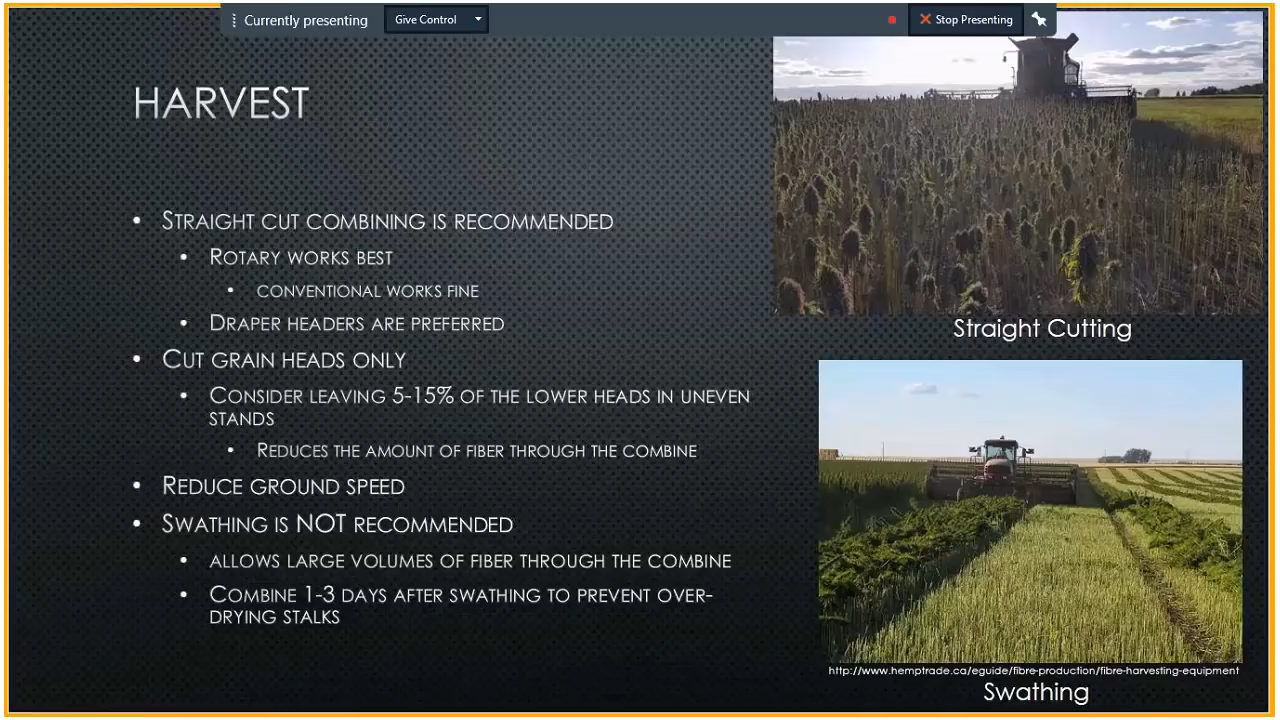 Currently presenting
Give Control
Stop Presenting
HARVEST
• STRAIGHT CUT COMBINING IS RECOMMENDED
• ROTARY WORKS BEST
• CONVENTIONAL WORKS FINE
• DRAPER HEADERS ARE PREFERRED
• CUT GRAIN HEADS ONLY
• CONSIDER LEAVING 5-15% OF THE LOWER HEADS IN UNEVEN
STANDS
• REDUCES THE AMOUNT OF FIBER THROUGH THE COMBINE
• REDUCE GROUND SPEED
• SWATHING IS NOT RECOMMENDED
• ALLOWS LARGE VOLUMES OF FIBER THROUGH THE COMBINE
• COMBINE 1-3 DAYS AFTER SWATHING TO PREVENT OVER-
DRYING STALKS
Straight Cutting
http://www.hemptrade.ca/eguide/fibre-production/fibre-harvesting-equipment
Swathing